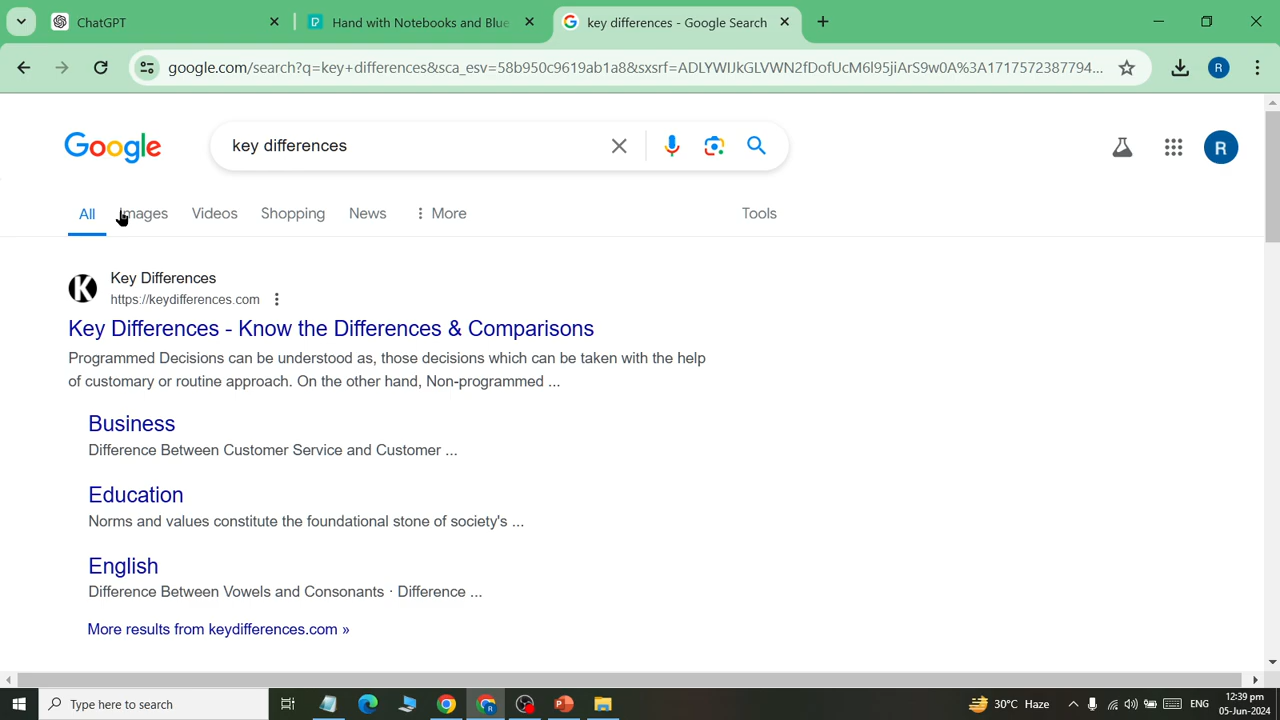 ChatGPT
Hand with Notebooks and Blue
key differences - Google Search
google.com/search?q=key+differences&sca_esv=58b950c9619ab1a8&sxsrf=ADLYWIJkGLVWN2fDofUcM6l95jiArS9w0A%3A1717572387794...
R
Google
key differences
R
All
Images
Videos
Shopping
News
More
Tools
K
Key Differences
https://keydifferences.com
Key Differences - Know the Differences & Comparisons
Programmed Decisions can be understood as, those decisions which can be taken with the help
of customary or routine approach. On the other hand, Non-programmed ...
Business
Difference Between Customer Service and Customer ...
Education
Norms and values constitute the foundational stone of society's ...
English
Difference Between Vowels and Consonants · Difference ...
More results from keydifferences.com »
Type here to search
30°C Haze
ENG
12:39 pm
05-Jun-2024